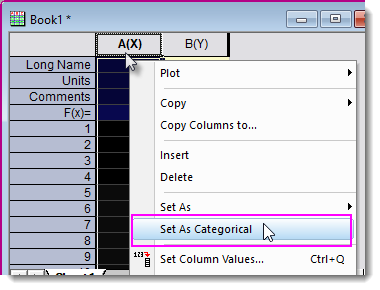 Book1 *
A(X) B(Y)
Long Name
Units
Comments
F(x)=
1
2
3
4
5
6
7
8
9
Plot
Copy
Copy Columns to...
Insert
Delete
Set As
Set As Categorical
123
Set Column Values... Ctrl+Q